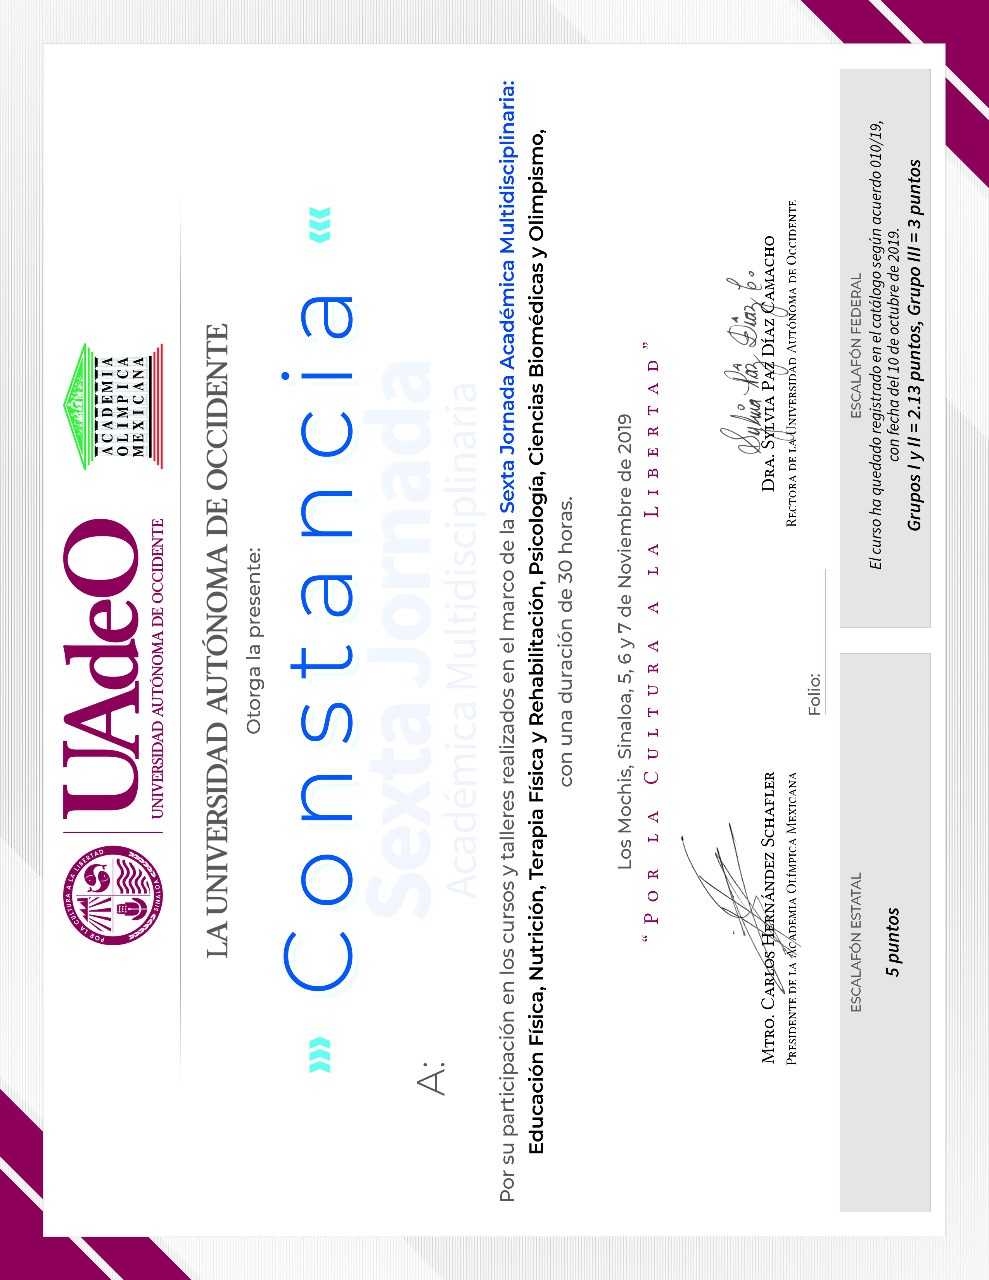 POR LA CULTURA A LA LIBERTAD
SINALOA
UAdeO
UNIVERSIDAD AUTÓNOMA DE OCCIDENTE
ACADEMIA
OLIMPICA
MEXICANA
LA UNIVERSIDAD AUTÓNOMA DE OCCIDENTE
Otorga la presente:
Constancia
Sexta Jornada
Académica Multidisciplinaria
A:
Por su participación en los cursos y talleres realizados en el marco de la Sexta Jornada Académica Multidisciplinaria:
Educación Física, Nutrición, Terapia Física y Rehabilitación, Psicología, Ciencias Biomédicas y Olimpismo,
con una duración de 30 horas.
Los Mochis, Sinaloa, 5, 6 y 7 de Noviembre de 2019
“POR LA CULTURA A LA LIBERTAD”
MTRO. CARLOS HERNÁNDEZ SCHAFLER
PRESIDENTE DE LA ACADEMIA OLÍMPICA MEXICANA
Sylvia Paz Díaz C.
DRA. SYLVIA PAZ DÍAZ CAMACHO
RECTORA DE LA UNIVERSIDAD AUTÓNOMA DE OCCIDENTE
Folio:
ESCALAFÓN ESTATAL
5 puntos
ESCALAFÓN FEDERAL
El curso ha quedado registrado en el catálogo según acuerdo 010/19,
con fecha del 10 de octubre de 2019.
Grupos I y II = 2.13 puntos, Grupo III = 3 puntos